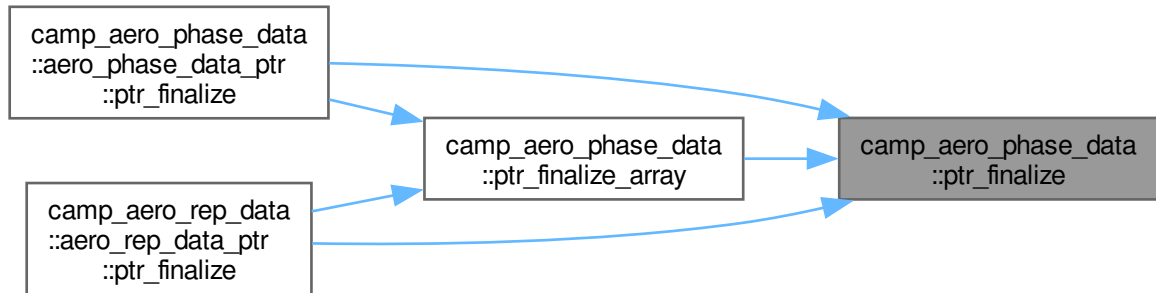 camp_aero_phase_data
::aero_phase_data_ptr
::ptr_finalize
camp_aero_rep_data
::aero_rep_data_ptr
::ptr_finalize
camp_aero_phase_data
::ptr_finalize_array
camp_aero_phase_data
::ptr_finalize